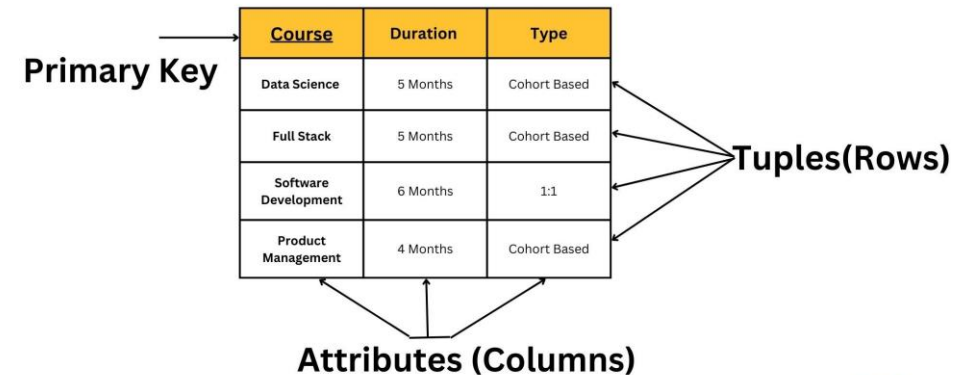 Primary Key
Course Duration Type
Data Science 5 Months Cohort Based
Full Stack 5 Months Cohort Based
Software
Development 6 Months 1:1
Product
Management 4 Months Cohort Based
Tuples(Rows)
Attributes (Columns)